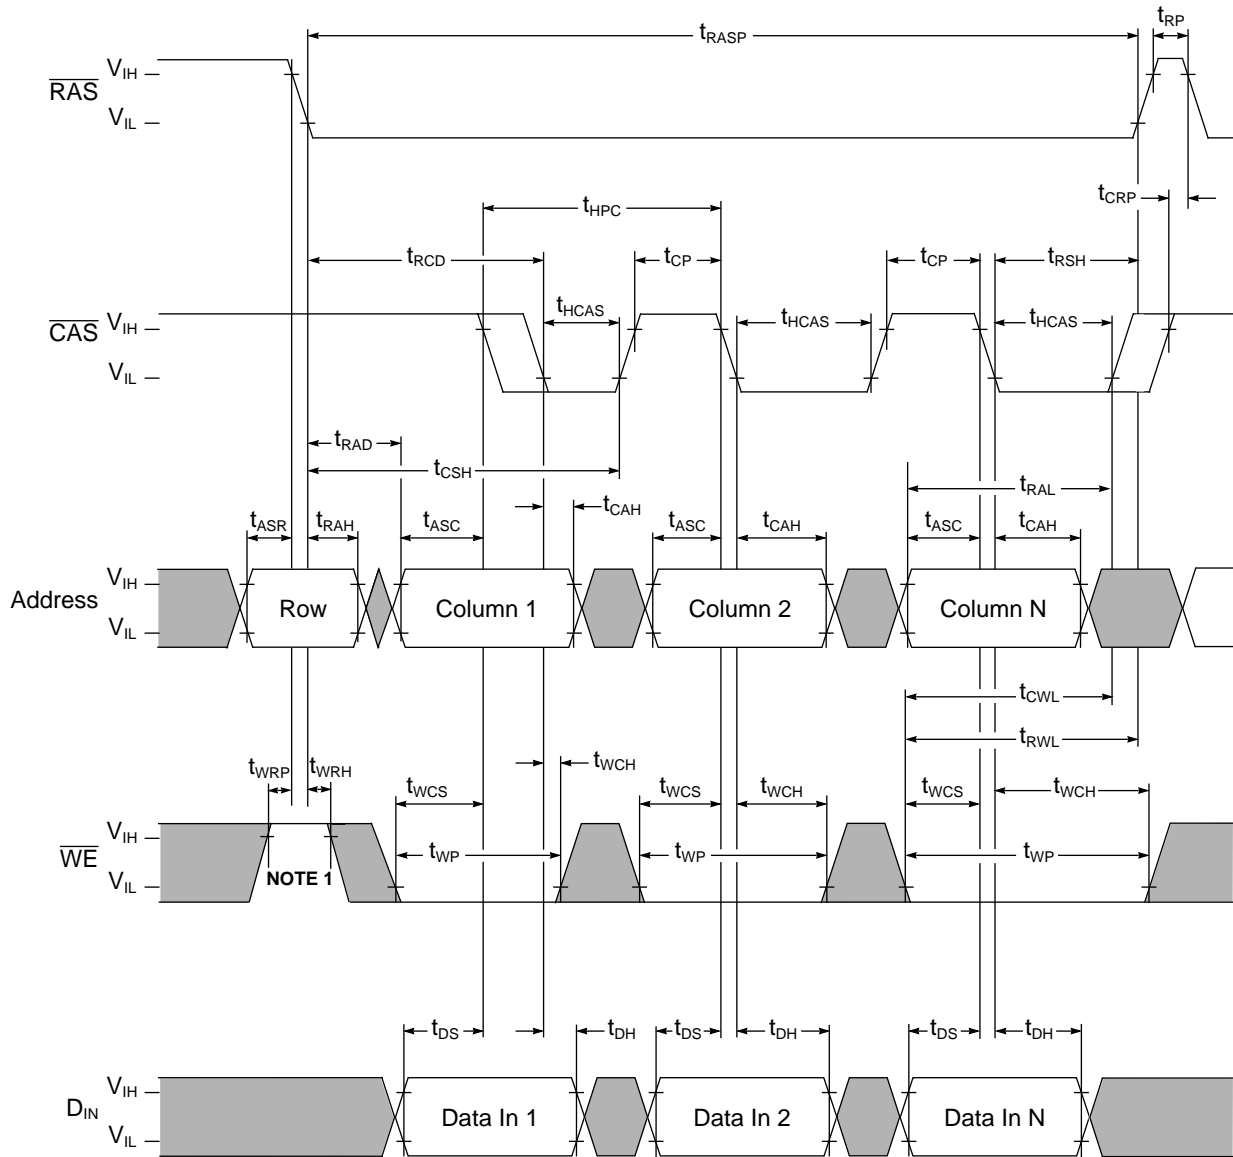 tRP
tRASP
VIH
RAS
VIL
tCRP
tHPC
tRCD
tCP
tCP
tRSH
tHCAS
tHCAS
tHCAS
VIH
CAS
VIL
tRAD
tCSH
tRAL
tCAH
tASR
tRAH
tASC
tASC
tCAH
tASC
tCAH
VIH
Address
Row
Column 1
Column 2
Column N
VIL
tCWL
tRWL
tWRP
tWRH
tWCH
tWCS
tWCS
tWCH
tWCS
tWCH
VIH
WE
tWP
tWP
tWP
VIL
NOTE 1
tDS
tDH
tDS
tDH
tDS
tDH
VIH
DIN
Data In 1
Data In 2
Data In N
VIL